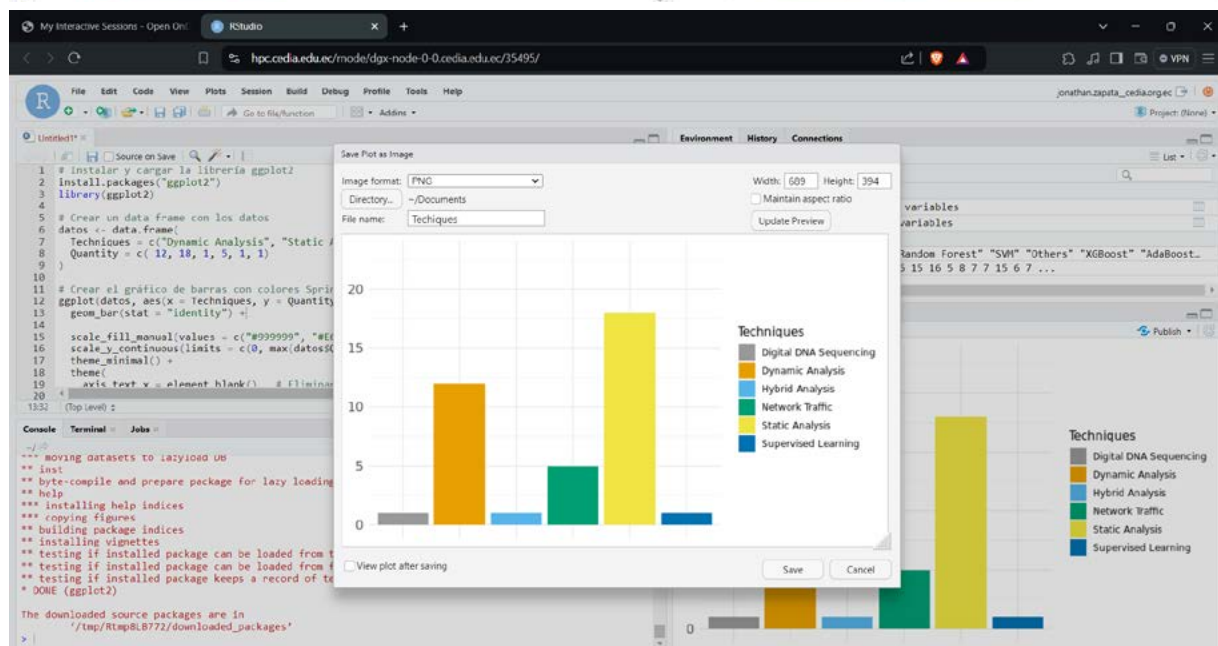 My Interactive Sessions - Open On
RStudio
hpc.cedia.edu.ec/rnode/dgx-node-0-0.cedia.edu.ec/35495/
VPN
File Edit Code View Plots Session Build Debug Profile Tools Help
Go to file/function
Addins
jonathan.zapata_cedia.org.ec
Project: (None)
Untitled1*
Source on Save
1 # Instalar y cargar la librería ggplot2
2 install.packages("ggplot2")
3 library(ggplot2)
4
5 # Crear un data frame con los datos
6 datos <- data.frame(
7 Techniques = c("Dynamic Analysis", "Static A
8 Quantity = c( 12, 18, 1, 5, 1, 1)
9 )
10
11 # Crear el gráfico de barras con colores Spri
12 ggplot(datos, aes(x = Techniques, y = Quantity
13 geom_bar(stat = "identity") +
14
15 scale_fill_manual(values = c("#999999", "#E6
16 scale_y_continuous(limits = c(0, max(datos$Q
17 theme_minimal() +
18 theme(
19 axis.text.x = element_blank() # Eliminar
20
13:32 (Top Level)
Console Terminal Jobs
~/
*** moving datasets to lazyload DB
** inst
** byte-compile and prepare package for lazy loading
** help
*** installing help indices
*** copying figures
** building package indices
** installing vignettes
** testing if installed package can be loaded from t
** testing if installed package can be loaded from f
** testing if installed package keeps a record of te
* DONE (ggplot2)
The downloaded source packages are in
'/tmp/Rtmp8LB772/downloaded_packages'
>
Save Plot as Image
Image format: PNG
Directory... ~/Documents
File name: Techiques
Width: 689 Height: 394
Maintain aspect ratio
Update Preview
20
15
10
5
0
Techniques
Digital DNA Sequencing
Dynamic Analysis
Hybrid Analysis
Network Traffic
Static Analysis
Supervised Learning
View plot after saving
Save Cancel
Environment History Connections
List
variables
variables
Random Forest" "SVM" "Others" "XGBoost" "AdaBoost…
5 15 16 5 8 7 7 15 6 7 ...
Publish
Techniques
Digital DNA Sequencing
Dynamic Analysis
Hybrid Analysis
Network Traffic
Static Analysis
Supervised Learning
0